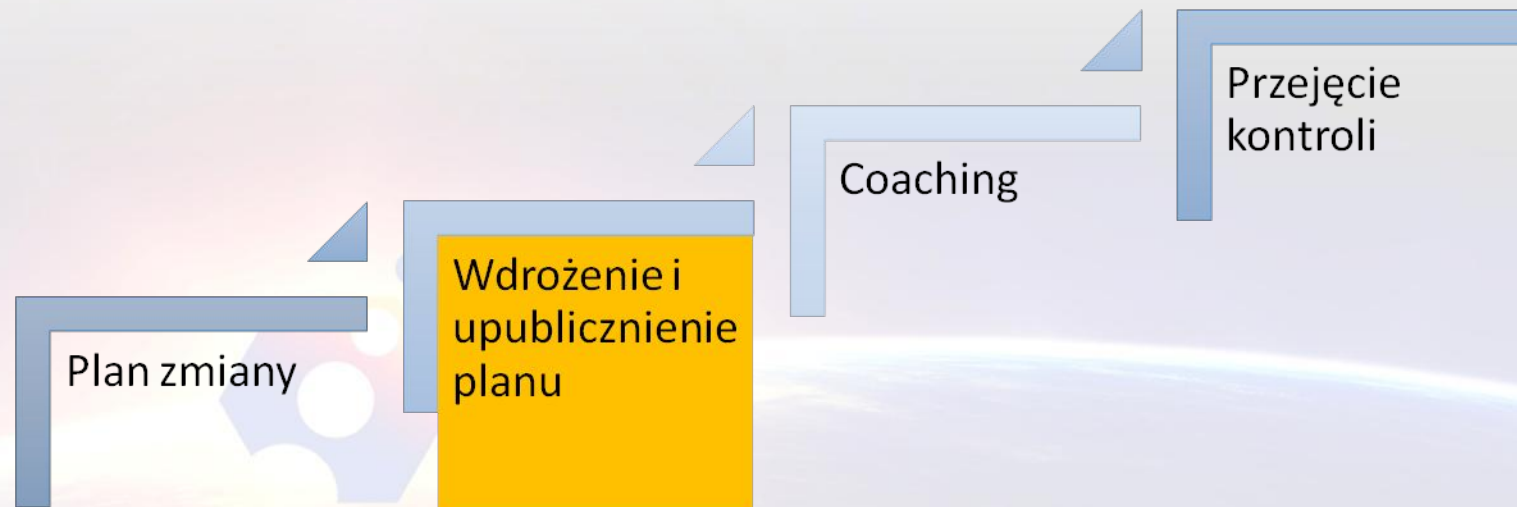 Plan zmiany
Wdrożenie i
upublicznienie
planu
Coaching
Przejęcie
kontroli